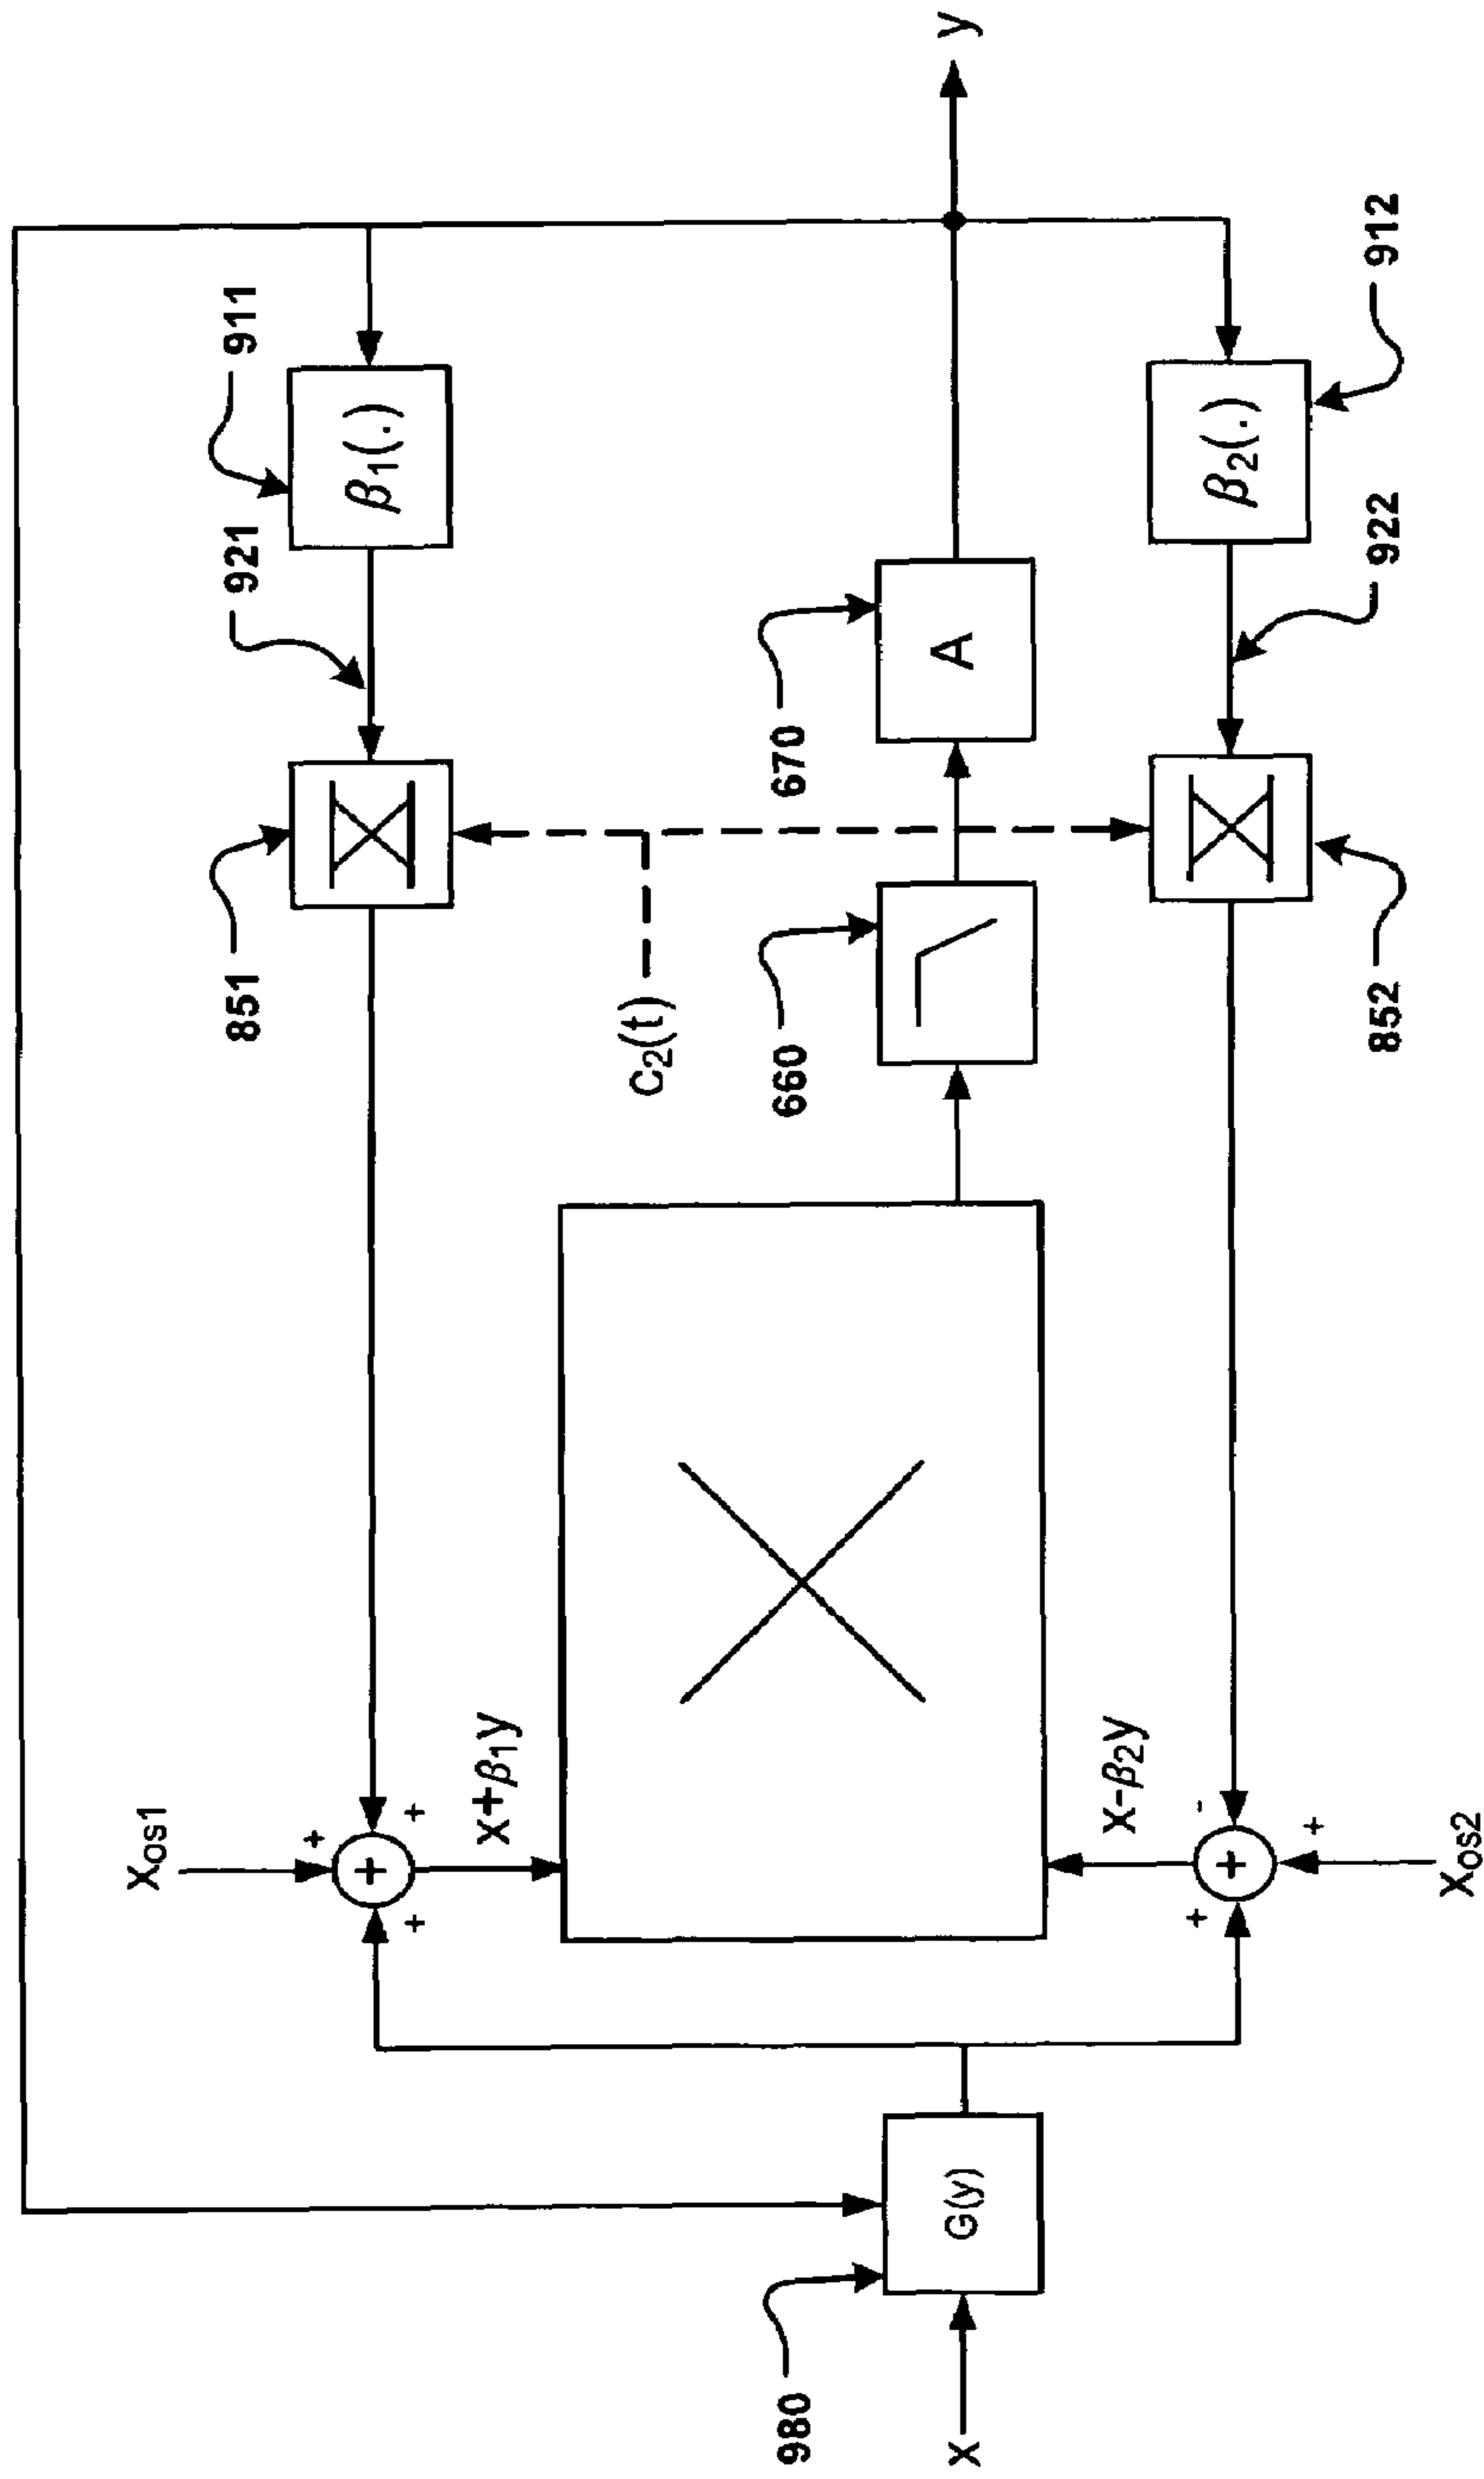 921
911
851
β1(.)
Xos1
+
+
+
+
x+β1y
C2(t)
670
660
A
y
980
x
G(y)
x-β2y
-
+
+
+
Xos2
β2(.)
852
922
912